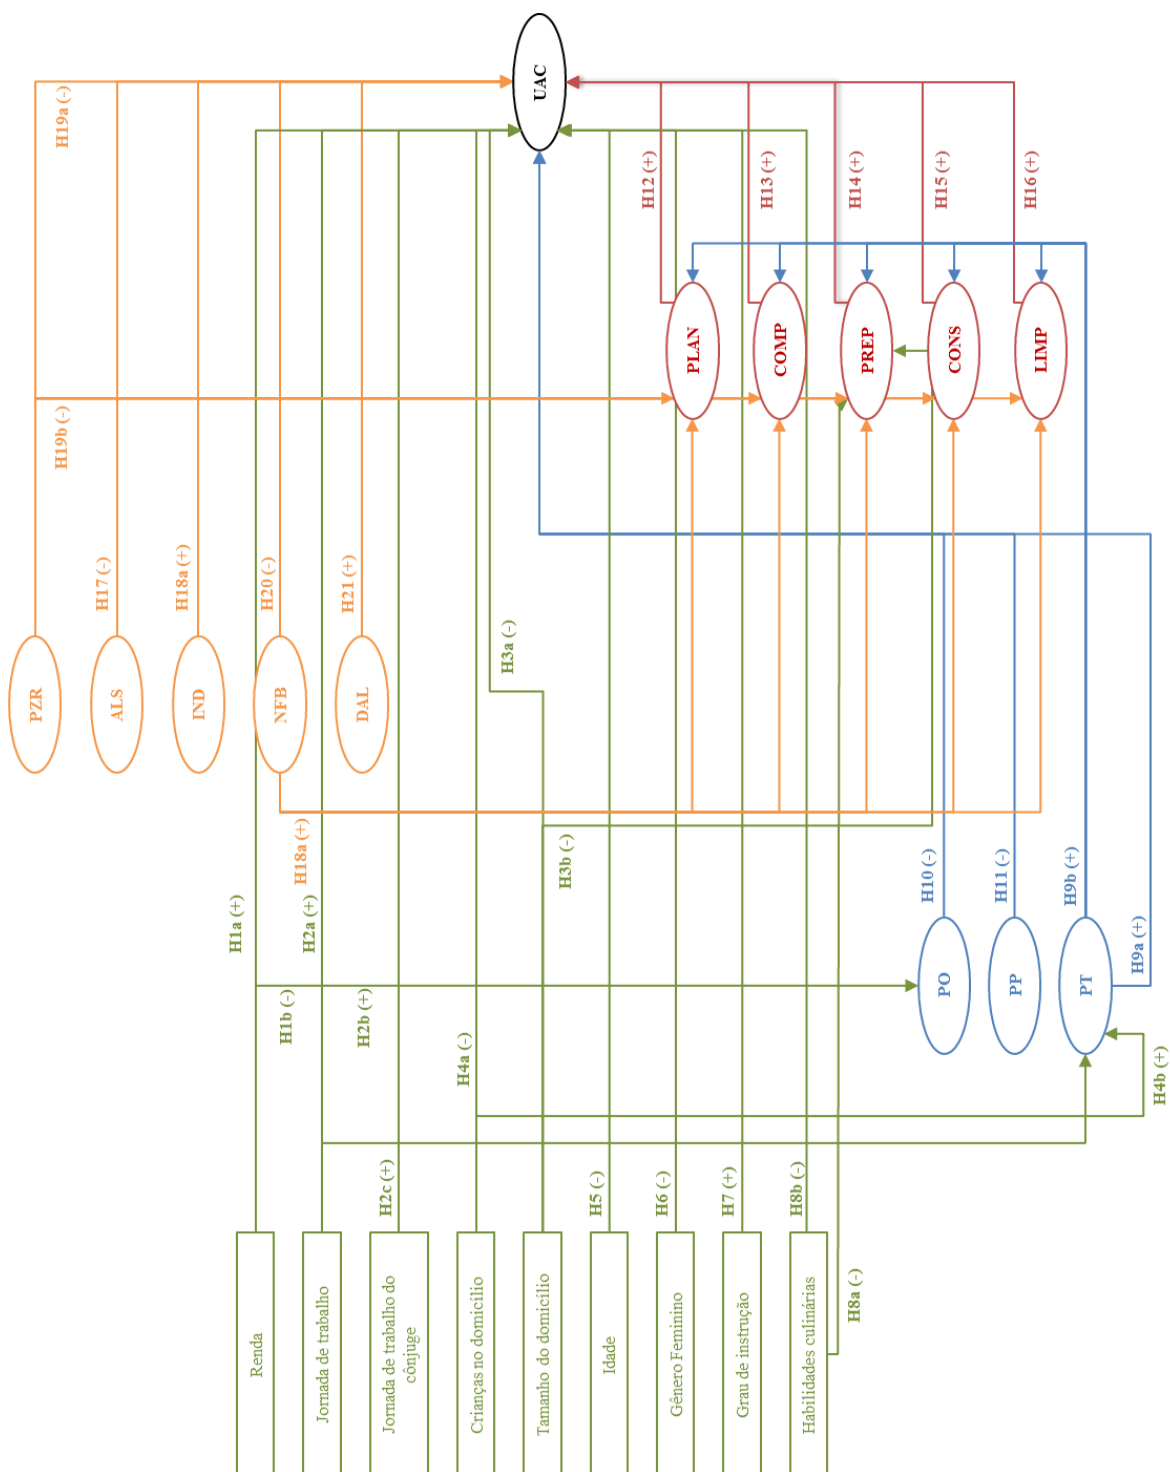 UAC
H19a (-)
H12 (+)
H13 (+)
H14 (+)
H15 (+)
H16 (+)
PLAN
COMP
PREP
CONS
LIMP
H19b (-)
H17 (-)
H18a (+)
H20 (-)
H21 (+)
H3a (-)
PZR
ALS
IND
NFB
DAL
H18a (+)
H3b (-)
H10 (-)
H11 (-)
H9b (+)
H1a (+)
H2a (+)
H9a (+)
PO
PP
PT
H1b (-)
H2b (+)
H4a (-)
H4b (+)
H2c (+)
H5 (-)
H6 (-)
H7 (+)
H8b (-)
H8a (-)
Renda
Jornada de trabalho
Jornada de trabalho do
cônjuge
Crianças no domicílio
Tamanho do domicílio
Idade
Gênero Feminino
Grau de instrução
Habilidades culinárias